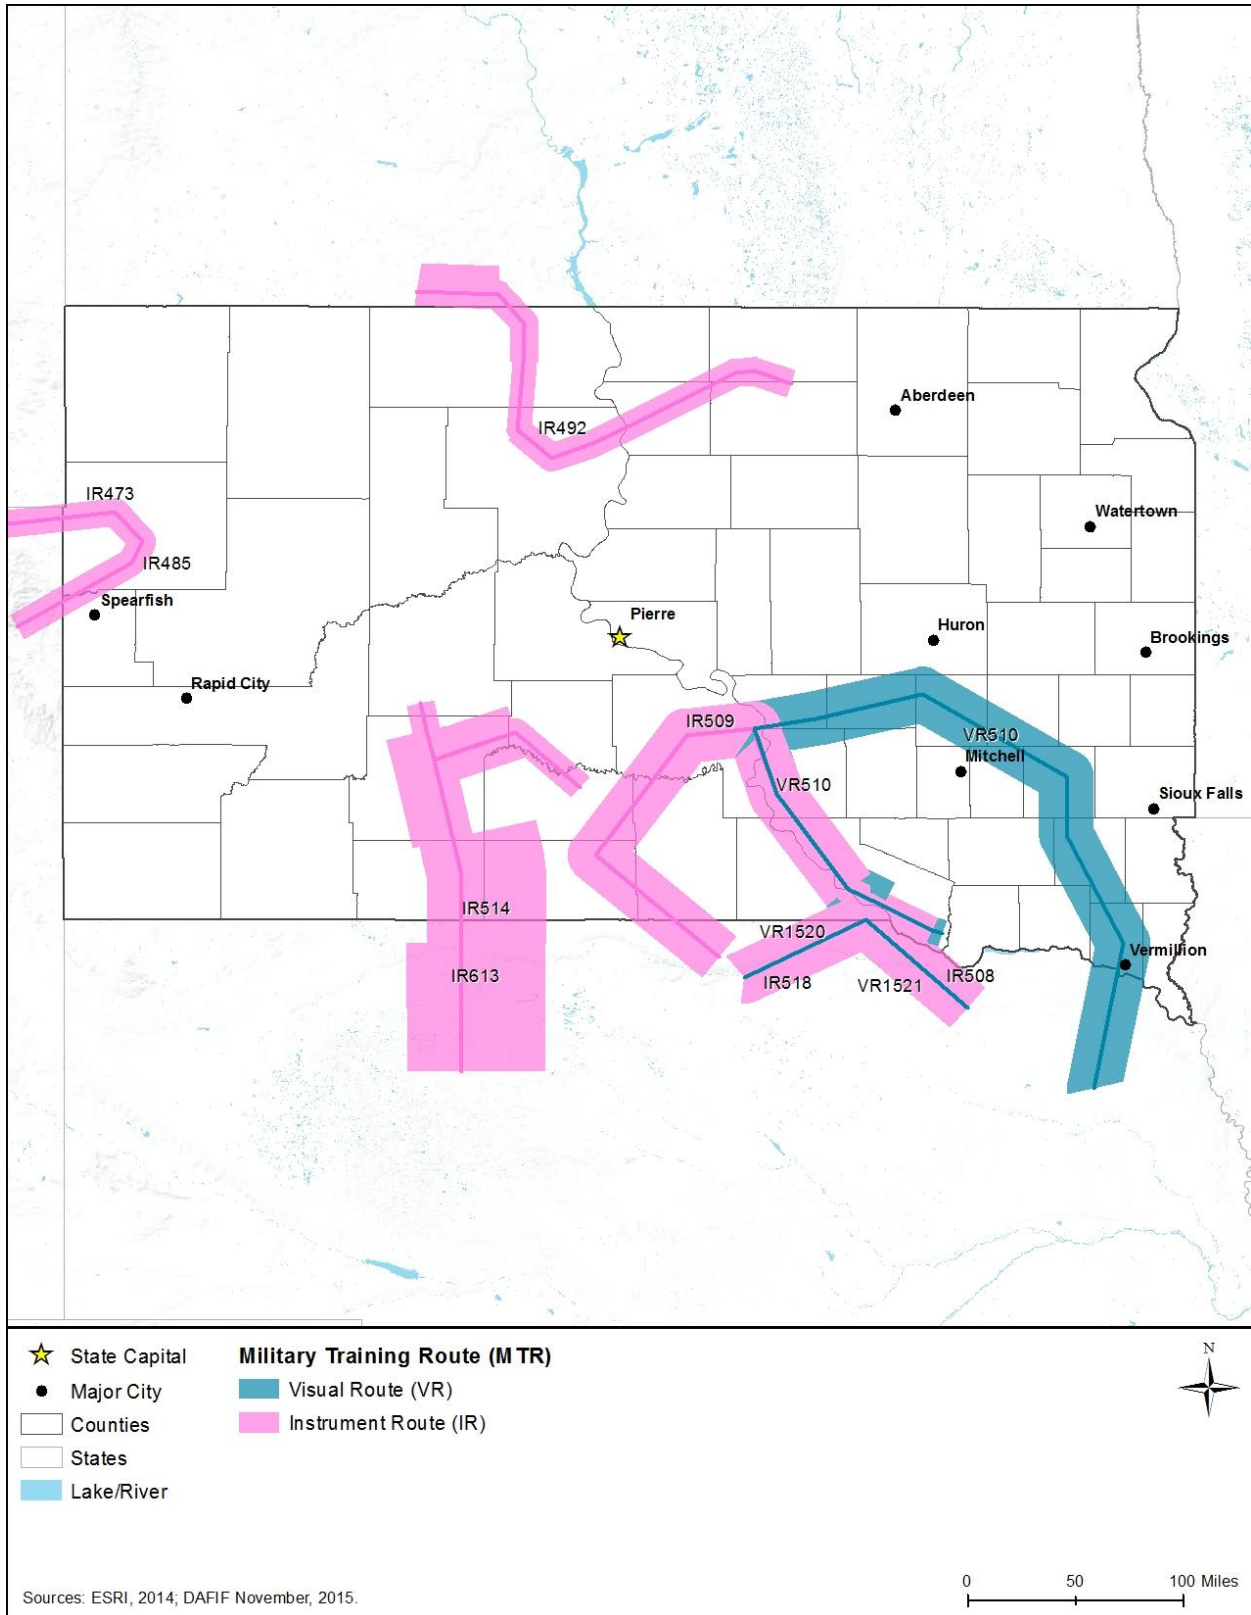 IR492
Aberdeen
IR473
Watertown
IR485
Spearfish
Pierre
Huron
Brookings
Rapid City
IR509
VR510
Mitchell
VR510
Sioux Falls
IR514
VR1520
Vermillion
IR613
IR518
VR1521
IR508
State Capital
Major City
Counties
States
Lake/River
Military Training Route (MTR)
Visual Route (VR)
Instrument Route (IR)
N
Sources: ESRI, 2014; DAFIF November, 2015.
0 50 100 Miles